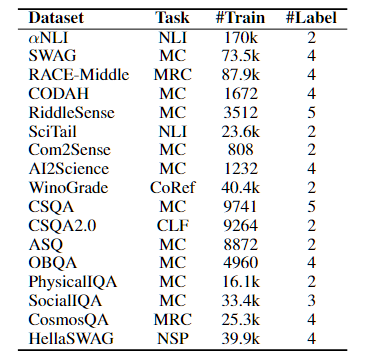 Dataset Task #Train #Label
αNLI NLI 170k 2
SWAG MC 73.5k 4
RACE-Middle MRC 87.9k 4
CODAH MC 1672 4
RiddleSense MC 3512 5
SciTail NLI 23.6k 2
Com2Sense MC 808 2
AI2Science MC 1232 4
WinoGrade CoRef 40.4k 2
CSQA MC 9741 5
CSQA2.0 CLF 9264 2
ASQ MC 8872 2
OBQA MC 4960 4
PhysicalIQA MC 16.1k 2
SocialIQA MC 33.4k 3
CosmosQA MRC 25.3k 4
HellaSWAG NSP 39.9k 4